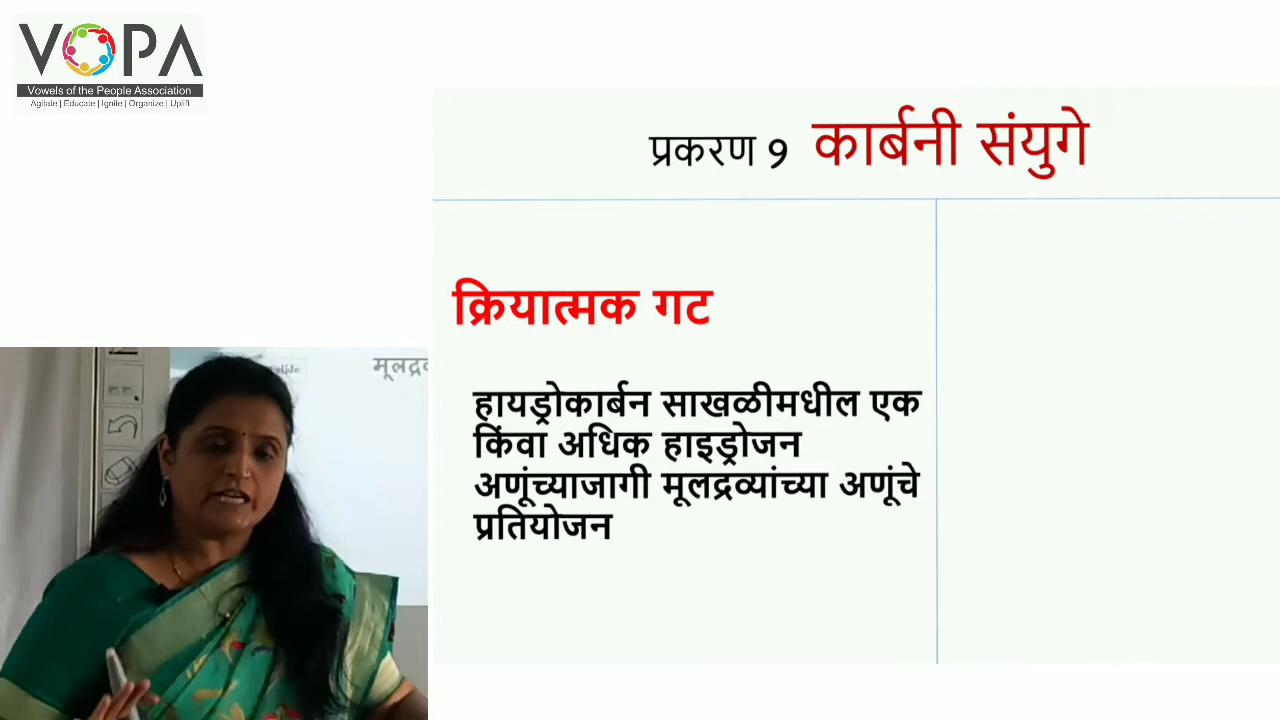 VOPA
Vowels of the People Association
Agitate | Educate | Ignite | Organize | Uplift
प्रकरण 9 कार्बनी संयुगे
क्रियात्मक गट
हायड्रोकार्बन साखळीमधील एक
किंवा अधिक हाइड्रोजन
अणूंच्याजागी मूलद्रव्यांच्या अणूंचे
प्रतियोजन